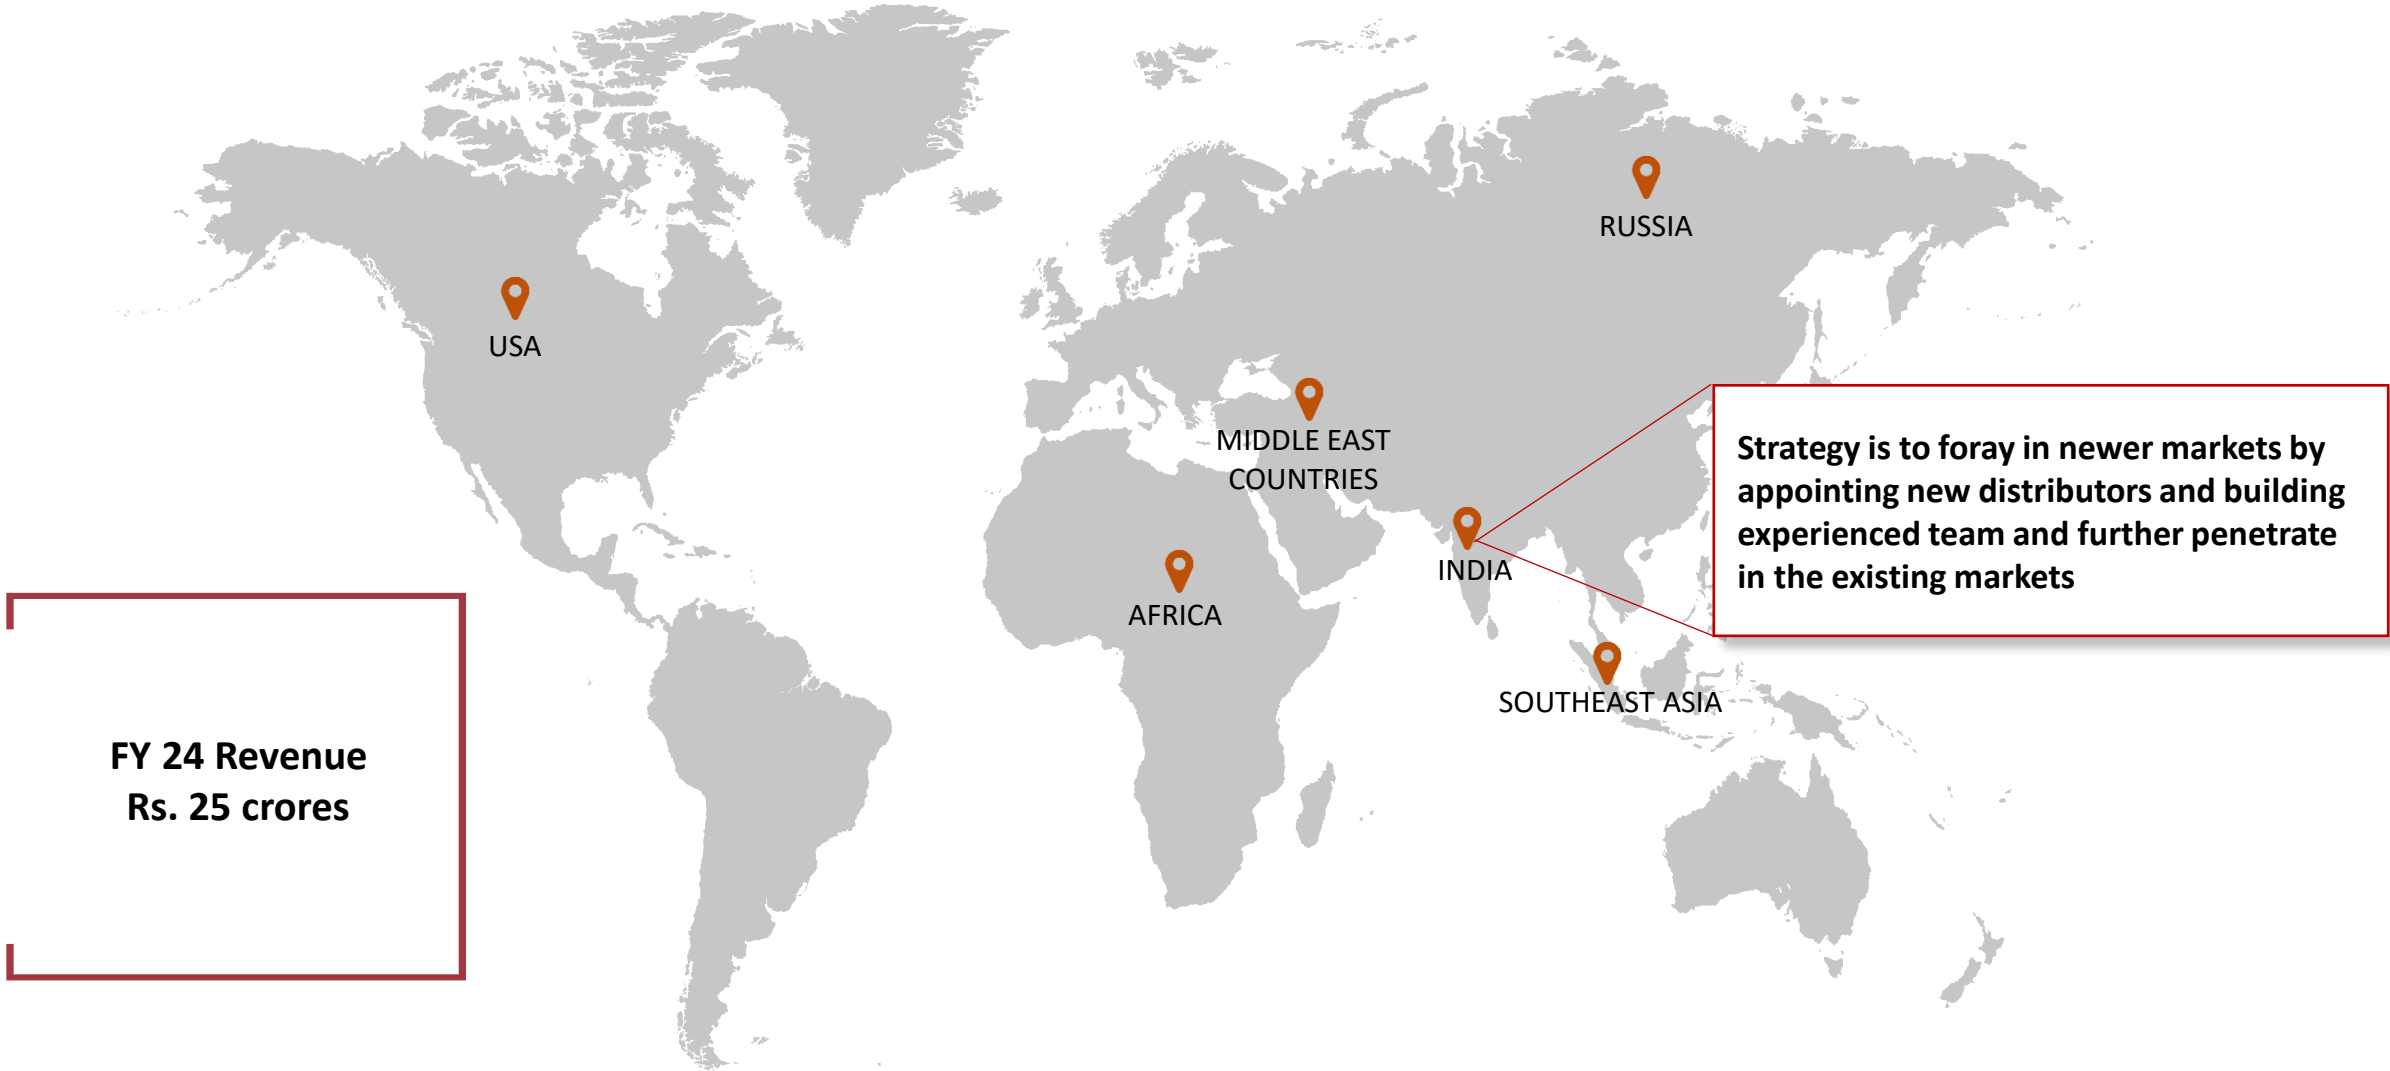 RUSSIA
USA
MIDDLE EAST
COUNTRIES
Strategy is to foray in newer markets by
appointing new distributors and building
experienced team and further penetrate
in the existing markets
INDIA
AFRICA
SOUTHEAST ASIA
FY 24 Revenue
Rs. 25 crores